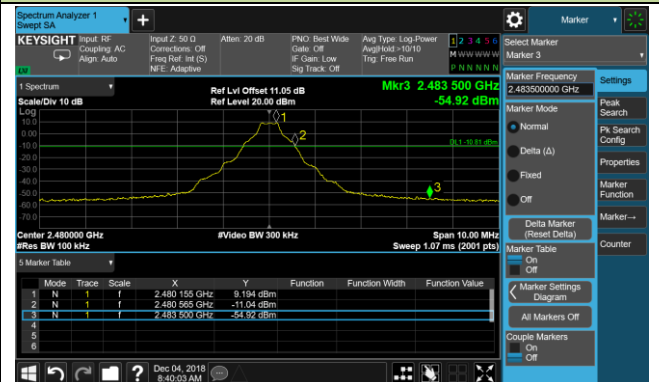 Spectrum Analyzer 1
Swept SA
+
Marker
KEYSIGHT
Input: RF
Coupling: AC
Align: Auto
Input Z: 50 Ω
Corrections: Off
Freq Ref: Int (S)
NFE: Adaptive
Atten: 20 dB
PNO: Best Wide
Gate: Off
IF Gain: Low
Sig Track: Off
Avg Type: Log-Power
Avg|Hold:>10/10
Trig: Free Run
1 2 3 4 5 6
M W W W W W
P N N N N N
Select Marker
Marker 3
1 Spectrum
Scale/Div 10 dB
Ref Lvl Offset 11.05 dB
Ref Level 20.00 dBm
Mkr3 2.483 500 GHz
-54.92 dBm
Log
10.0
0.00
-10.0
-20.0
-30.0
-40.0
-50.0
-60.0
-70.0
1
2
3
DL1 -10.81 dBm
Center 2.480000 GHz
#Res BW 100 kHz
#Video BW 300 kHz
Span 10.00 MHz
Sweep 1.07 ms (2001 pts)
5 Marker Table
Mode Trace Scale X Y Function Function Width Function Value
1 N 1 f 2.480 155 GHz 9.194 dBm
2 N 1 f 2.480 565 GHz -11.04 dBm
3 N 1 f 2.483 500 GHz -54.92 dBm
4
5
6
Marker Frequency
2.483500000 GHz
Marker Mode
Normal
Delta (Δ)
Fixed
Off
Delta Marker
(Reset Delta)
Marker Table
On
Off
Marker Settings
Diagram
All Markers Off
Couple Markers
On
Off
Settings
Peak
Search
Pk Search
Config
Properties
Marker
Function
Marker→
Counter
?
Dec 04, 2018
8:40:03 AM